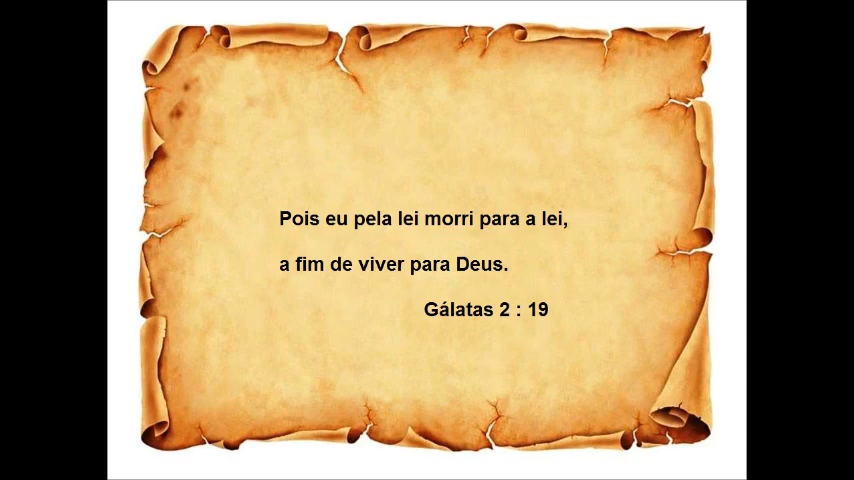 Pois eu pela lei morri para a lei,
a fim de viver para Deus.
Gálatas 2 : 19